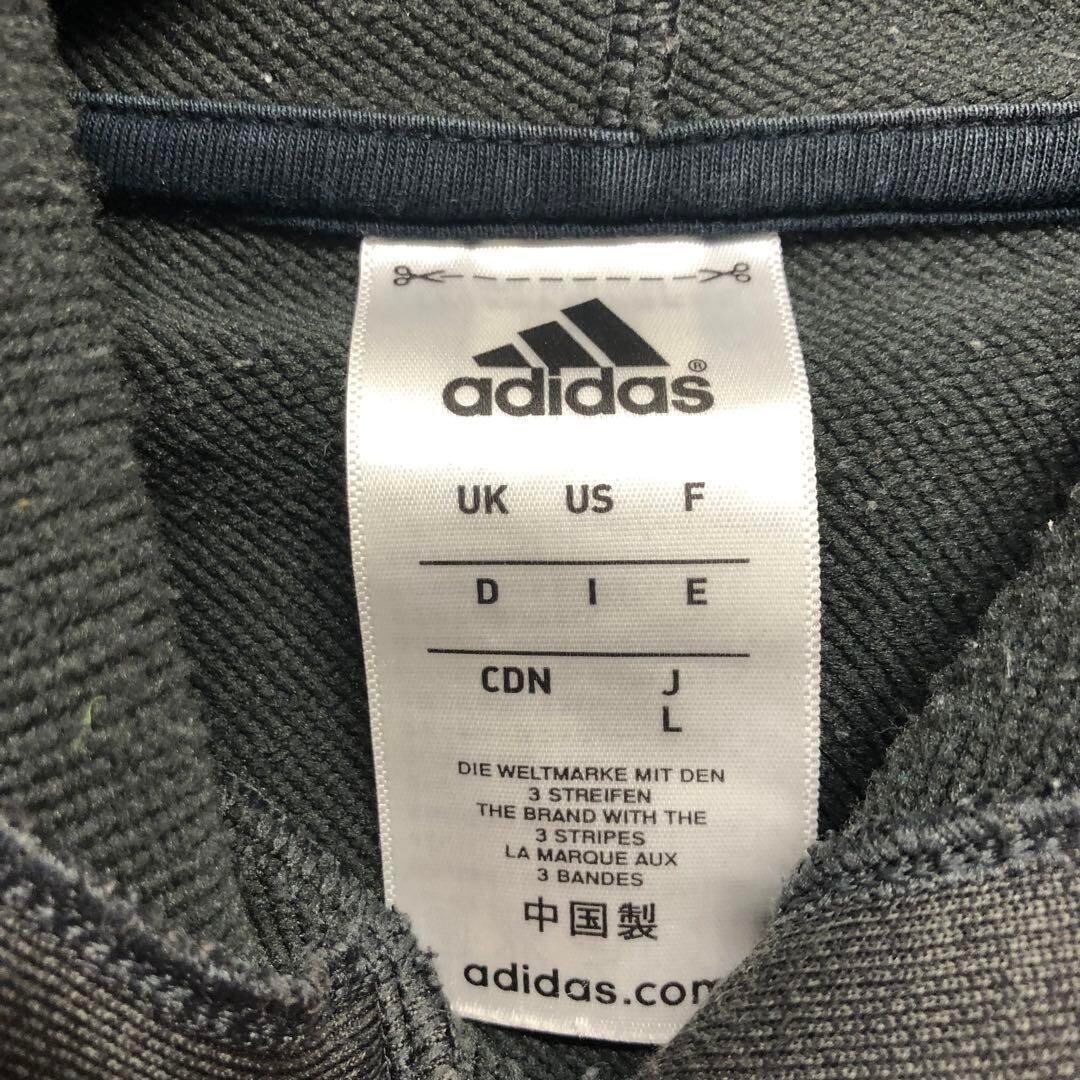 adidas®
UK US F
D I E
CDN J
L
DIE WELTMARKE MIT DEN
3 STREIFEN
THE BRAND WITH THE
3 STRIPES
LA MARQUE AUX
3 BANDES
中国製
adidas.com